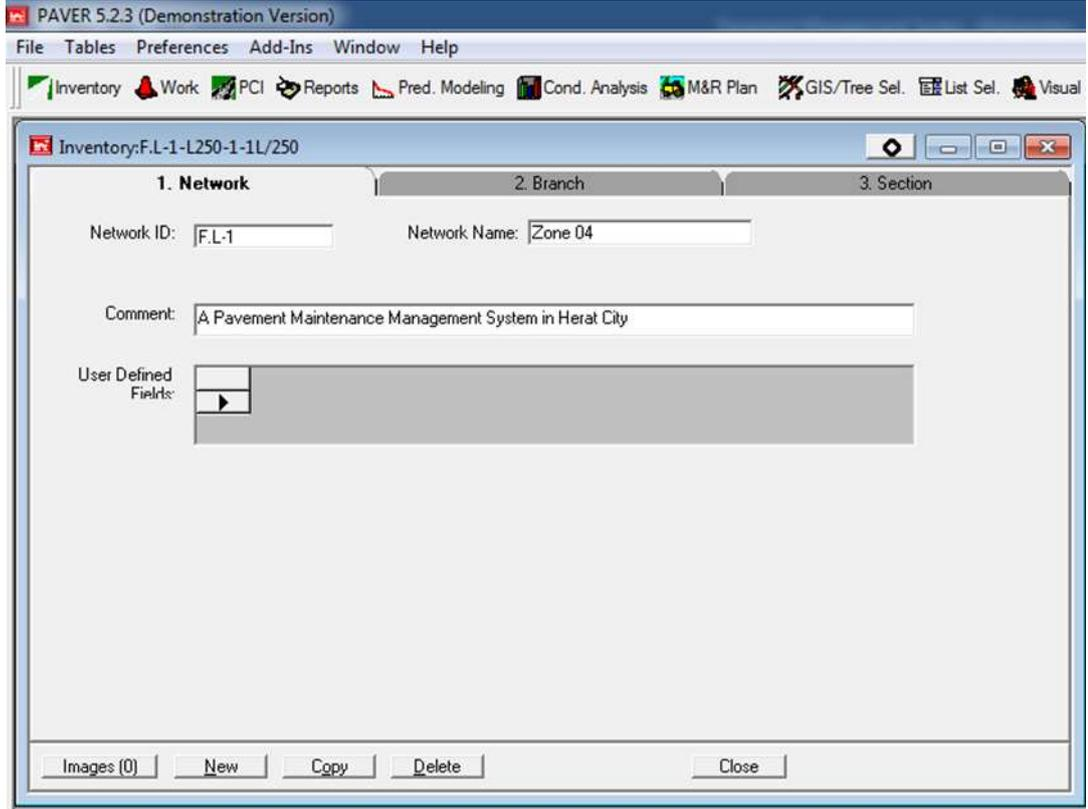 PAVER 5.2.3 (Demonstration Version)
File Tables Preferences Add-Ins Window Help
Inventory Work PCI Reports Pred. Modeling Cond. Analysis M&R Plan GIS/Tree Sel. List Sel. Visual
Inventory:F.L-1-L250-1-1L/250
1. Network 2. Branch 3. Section
Network ID: F.L-1 Network Name: Zone 04
Comment: A Pavement Maintenance Management System in Herat City
User Defined
Fields:
Images (0) New Copy Delete Close